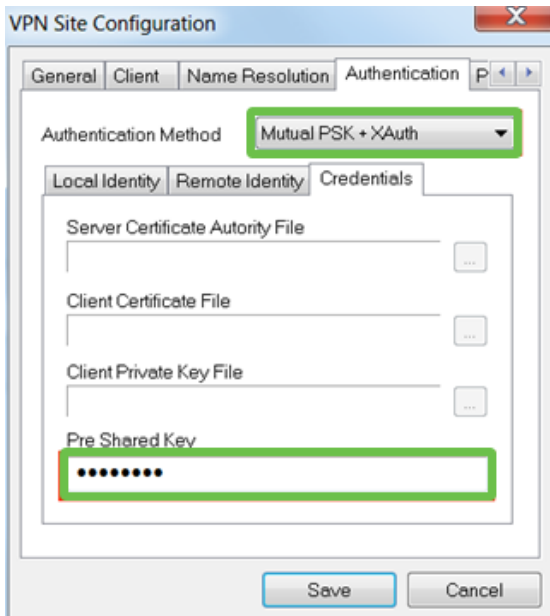 VPN Site Configuration
General Client Name Resolution Authentication P
Authentication Method Mutual PSK + XAuth
Local Identity Remote Identity Credentials
Server Certificate Autority File
...
Client Certificate File
...
Client Private Key File
...
Pre Shared Key
••••••••
Save Cancel